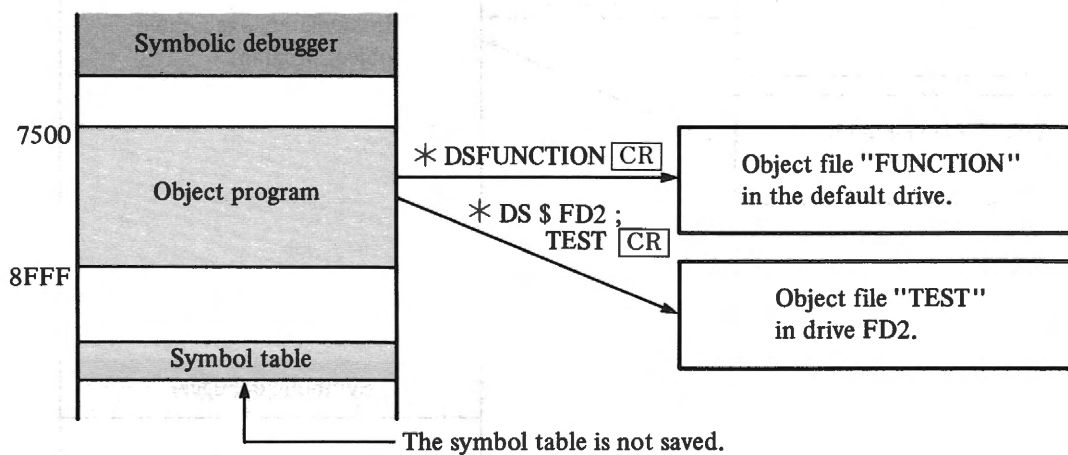 Symbolic debugger
7500
Object program
8FFF
Symbol table
The symbol table is not saved.
* DSFUNCTION CR
* DS $ FD2 ;
TEST CR
Object file "FUNCTION"
in the default drive.
Object file "TEST"
in drive FD2.